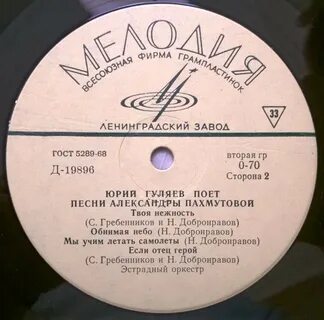 МЕЛОДИЯ
ВСЕСОЮЗНАЯ ФИРМА ГРАМПЛАСТИНОК
33
ЛЕНИНГРАДСКИЙ ЗАВОД
ГОСТ 5289-68
Д-19896
вторая гр
0-70
Сторона 2
ЮРИЙ ГУЛЯЕВ ПОЕТ
ПЕСНИ АЛЕКСАНДРЫ ПАХМУТОВОЙ
Твоя нежность
(С. Гребенников и Н. Добронравов)
Обнимая небо (Н. Добронравов)
Мы учим летать самолеты (Н. Добронравов)
Если отец герой
(С. Гребенников и Н. Добронравов)
Эстрадный оркестр